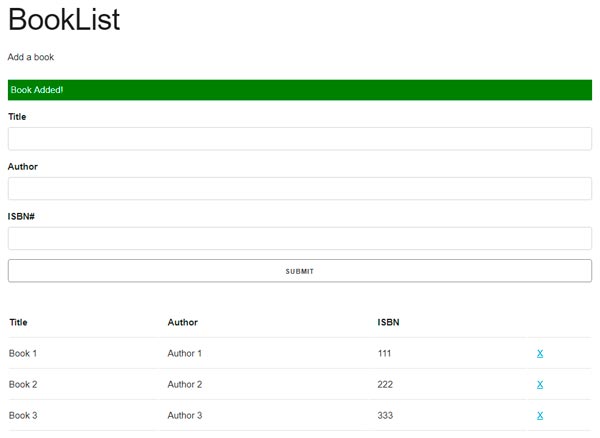 BookList
Add a book
Book Added!
Title
Author
ISBN#
SUBMIT
Title Author ISBN
Book 1 Author 1 111 X
Book 2 Author 2 222 X
Book 3 Author 3 333 X